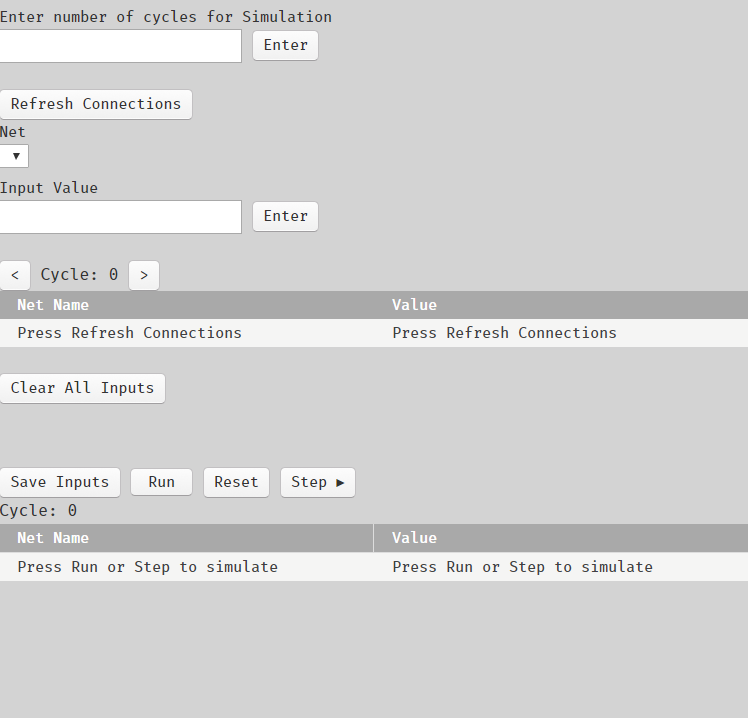 Enter number of cycles for Simulation
Enter
Refresh Connections
Net
▼
Input Value
Enter
< Cycle: 0 >
Net Name Value
Press Refresh Connections Press Refresh Connections
Clear All Inputs
Save Inputs Run Reset Step ►
Cycle: 0
Net Name Value
Press Run or Step to simulate Press Run or Step to simulate